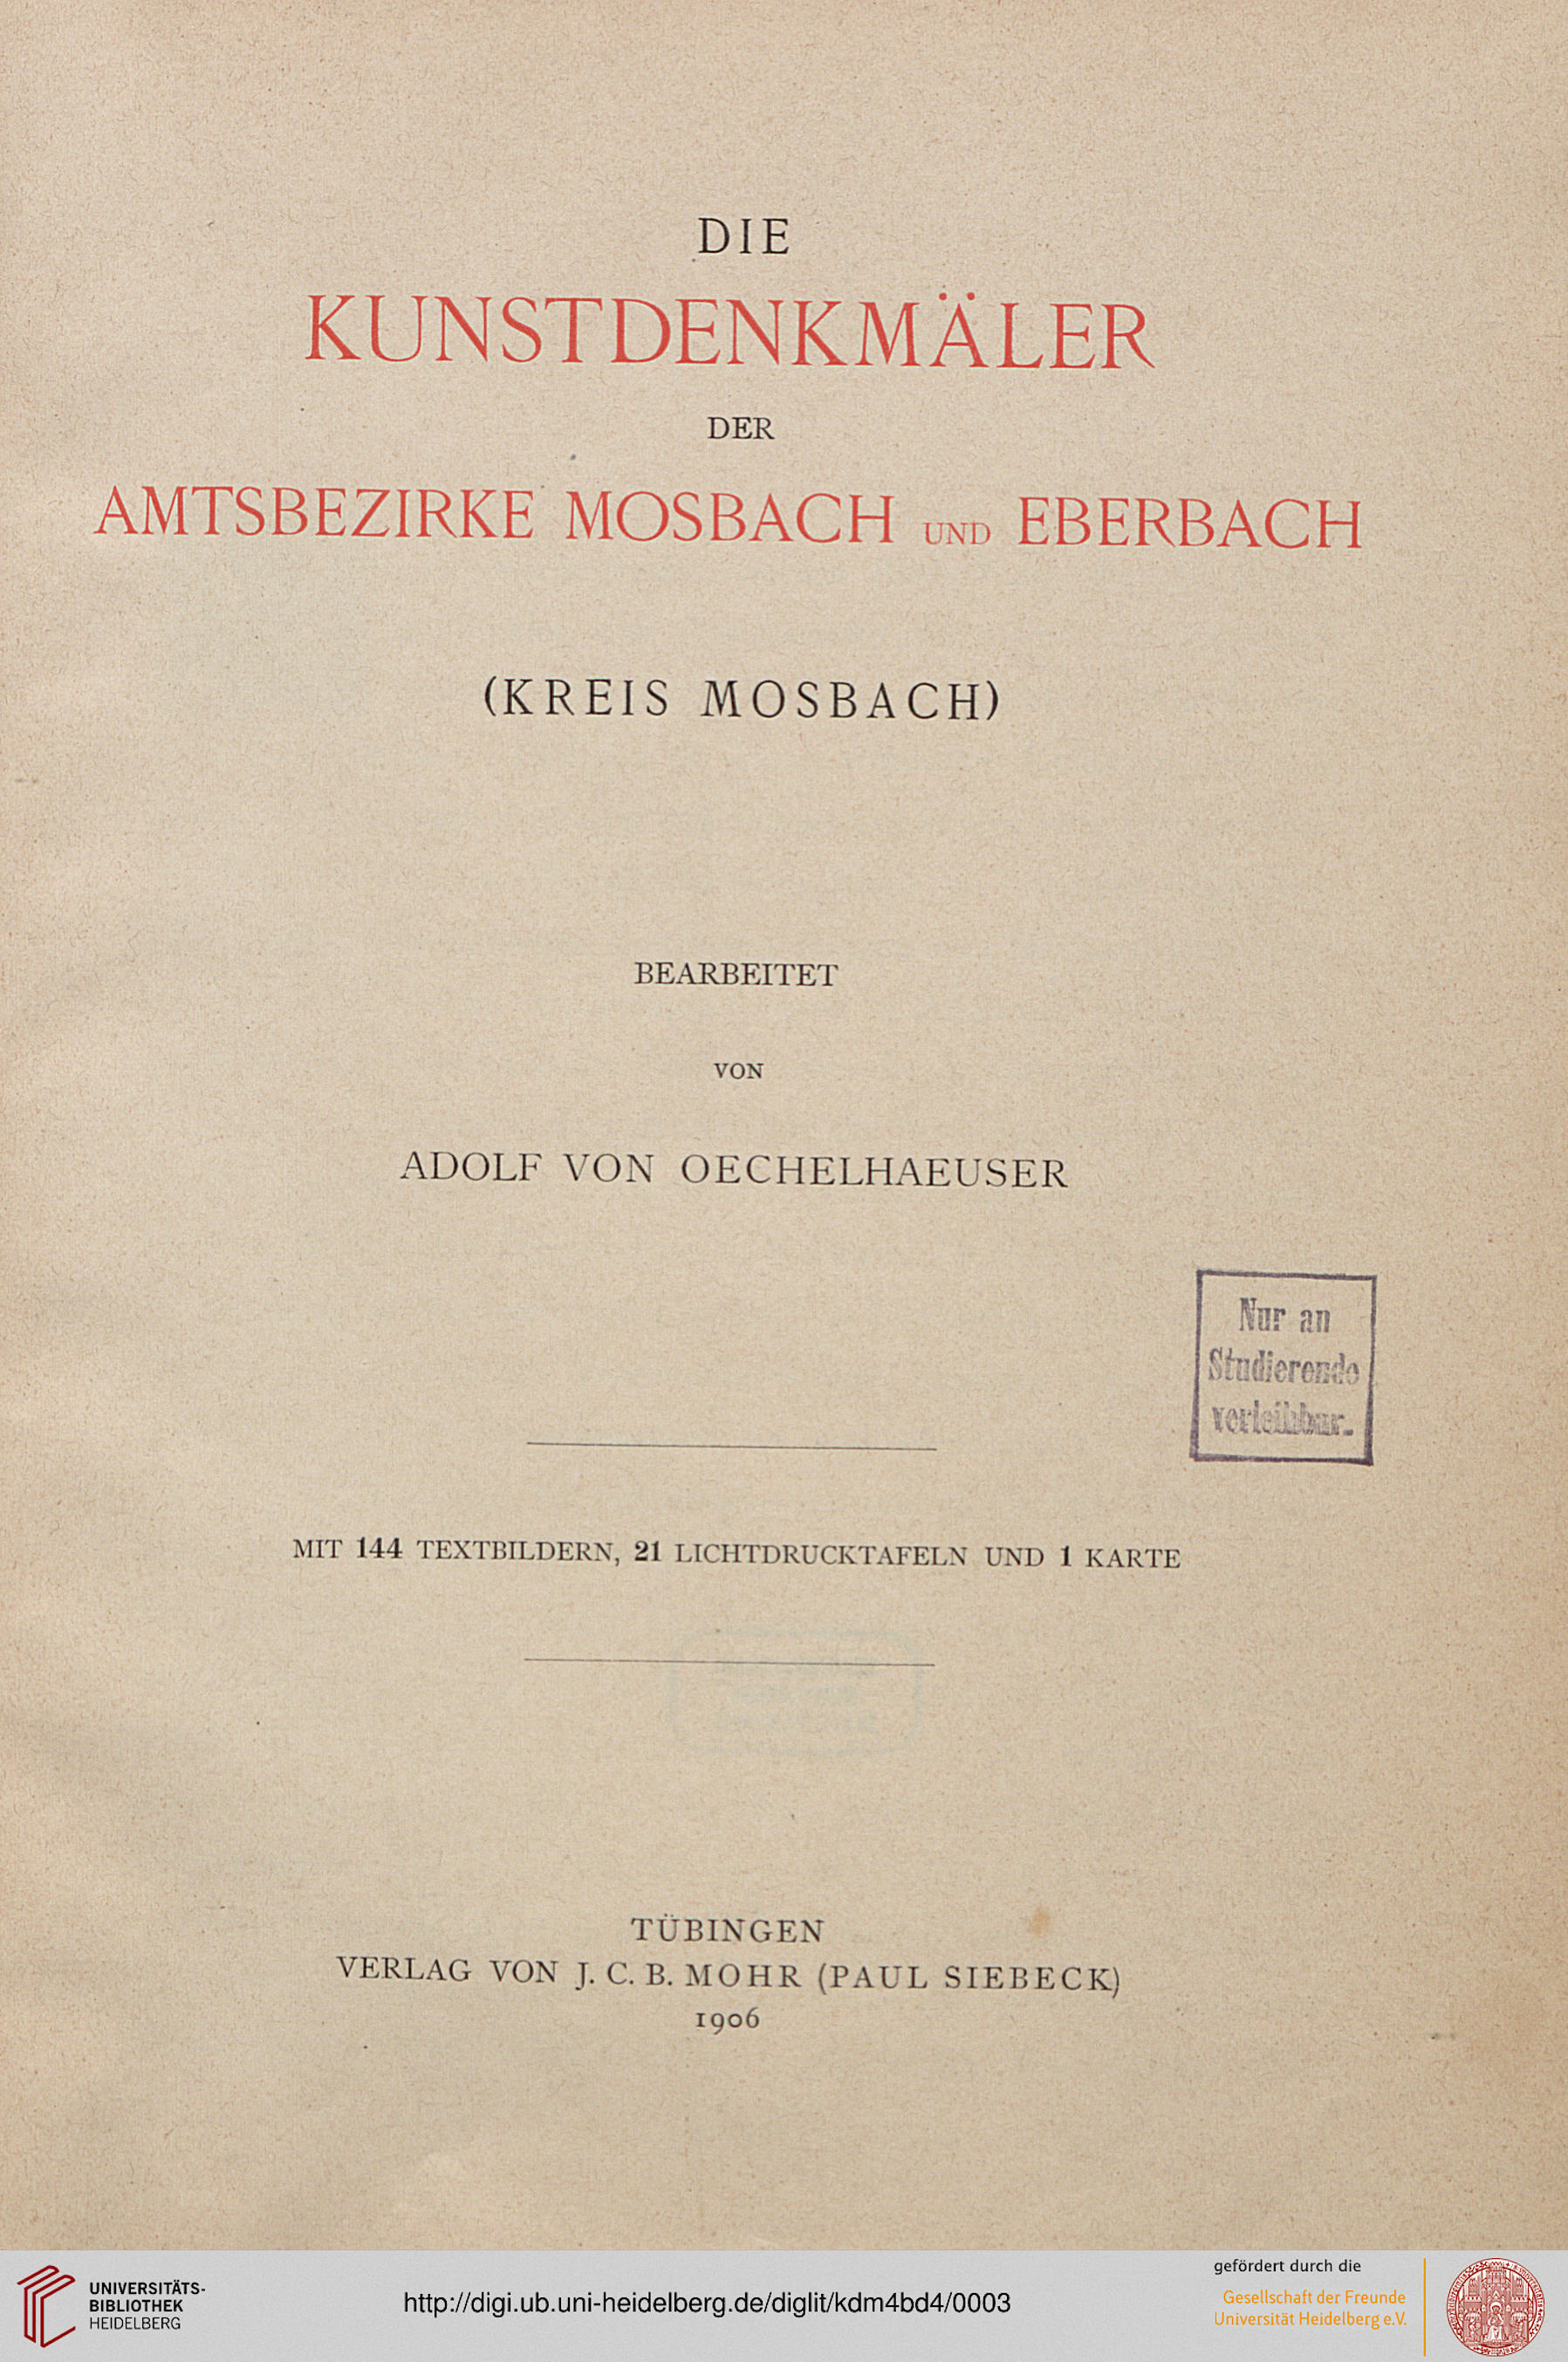 DIE
KUNSTDENKMÄLER
DER
AMTSBEZIRKE MOSBACH UND EBERBACH
(KREIS MOSBACH)
BEARBEITET
VON
ADOLF VON OECHELHAEUSER
Nur an
Studierende
verleihbar.
MIT 144 TEXTBILDERN, 21 LICHTDRUCKTAFELN UND 1 KARTE
TÜBINGEN
VERLAG VON J. C. B. MOHR (PAUL SIEBECK)
1906
UNIVERSITÄTS-
BIBLIOTHEK
HEIDELBERG
http://digi.ub.uni-heidelberg.de/diglit/kdm4bd4/0003
gefördert durch die
Gesellschaft der Freunde
Universität Heidelberg e.V.